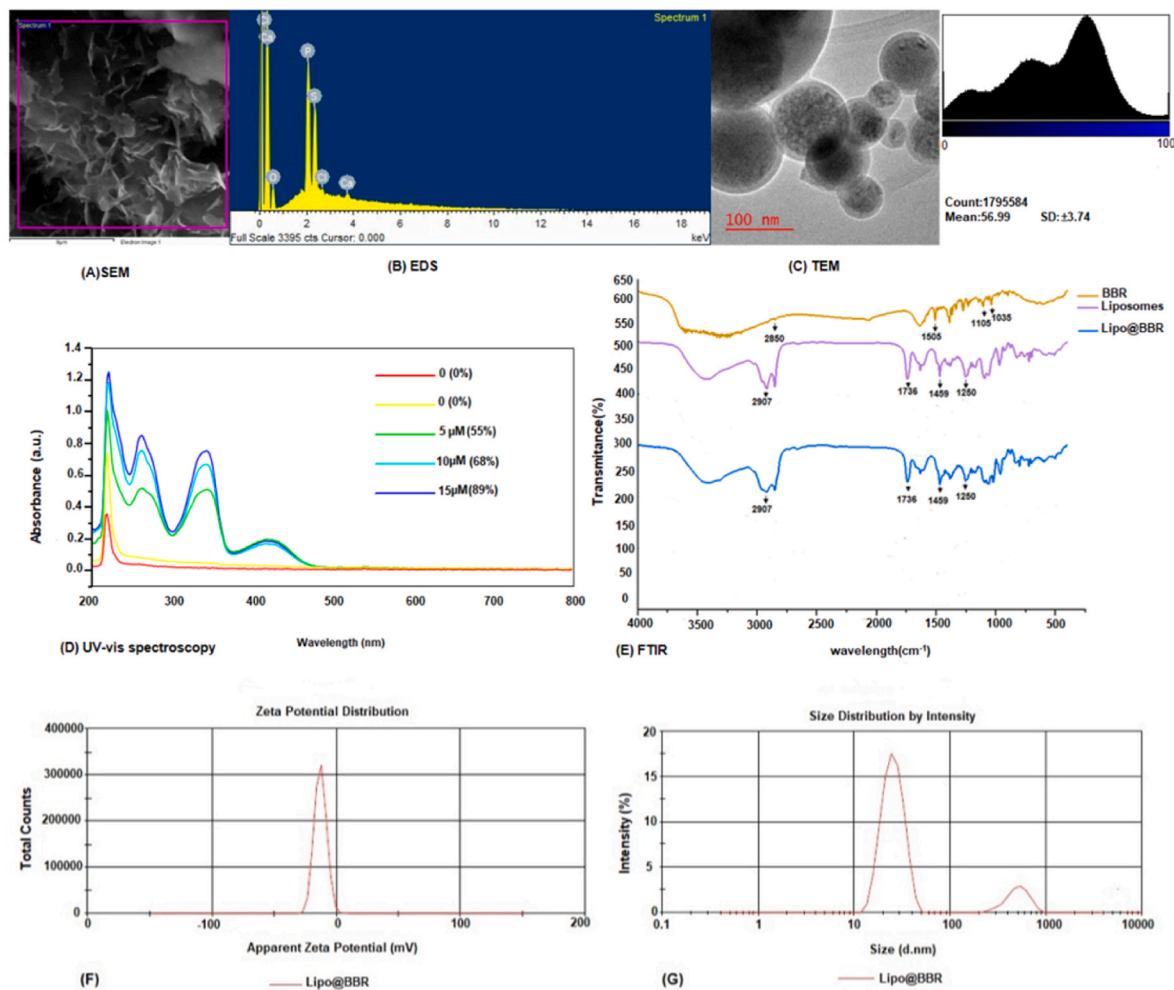 Spectrum 1
8µm
Electron Image 1
(A)SEM
Spectrum 1
Ca
P
S
O
Cl
Ca
0 2 4 6 8 10 12 14 16 18
Full Scale 3395 cts Cursor: 0.000
keV
(B) EDS
100 nm
(C) TEM
0
100
Count:1795584
Mean:56.99 SD:±3.74
1.4
1.2
1.0
0.8
0.6
0.4
0.2
0.0
Absorbance (a.u.)
0 (0%)
0 (0%)
5 µM (55%)
10µM (68%)
15µM (89%)
200 300 400 500 600 700 800
Wavelength (nm)
(D) UV-vis spectroscopy
650
600
550
500
450
400
350
300
250
200
150
100
50
0
Transmitance(%)
BBR
Liposomes
Lipo@BBR
2850
1505
1105
1035
2907
1736
1459
1250
2907
1736
1459
1250
4000 3500 3000 2500 2000 1500 1000 500
wavelength(cm-1)
(E) FTIR
Zeta Potential Distribution
400000
300000
200000
100000
0
Total Counts
0 -100 0 100 200
Apparent Zeta Potential (mV)
(F)
Lipo@BBR
Size Distribution by Intensity
20
15
10
5
0
Intensity (%)
0.1 1 10 100 1000 10000
Size (d.nm)
(G)
Lipo@BBR